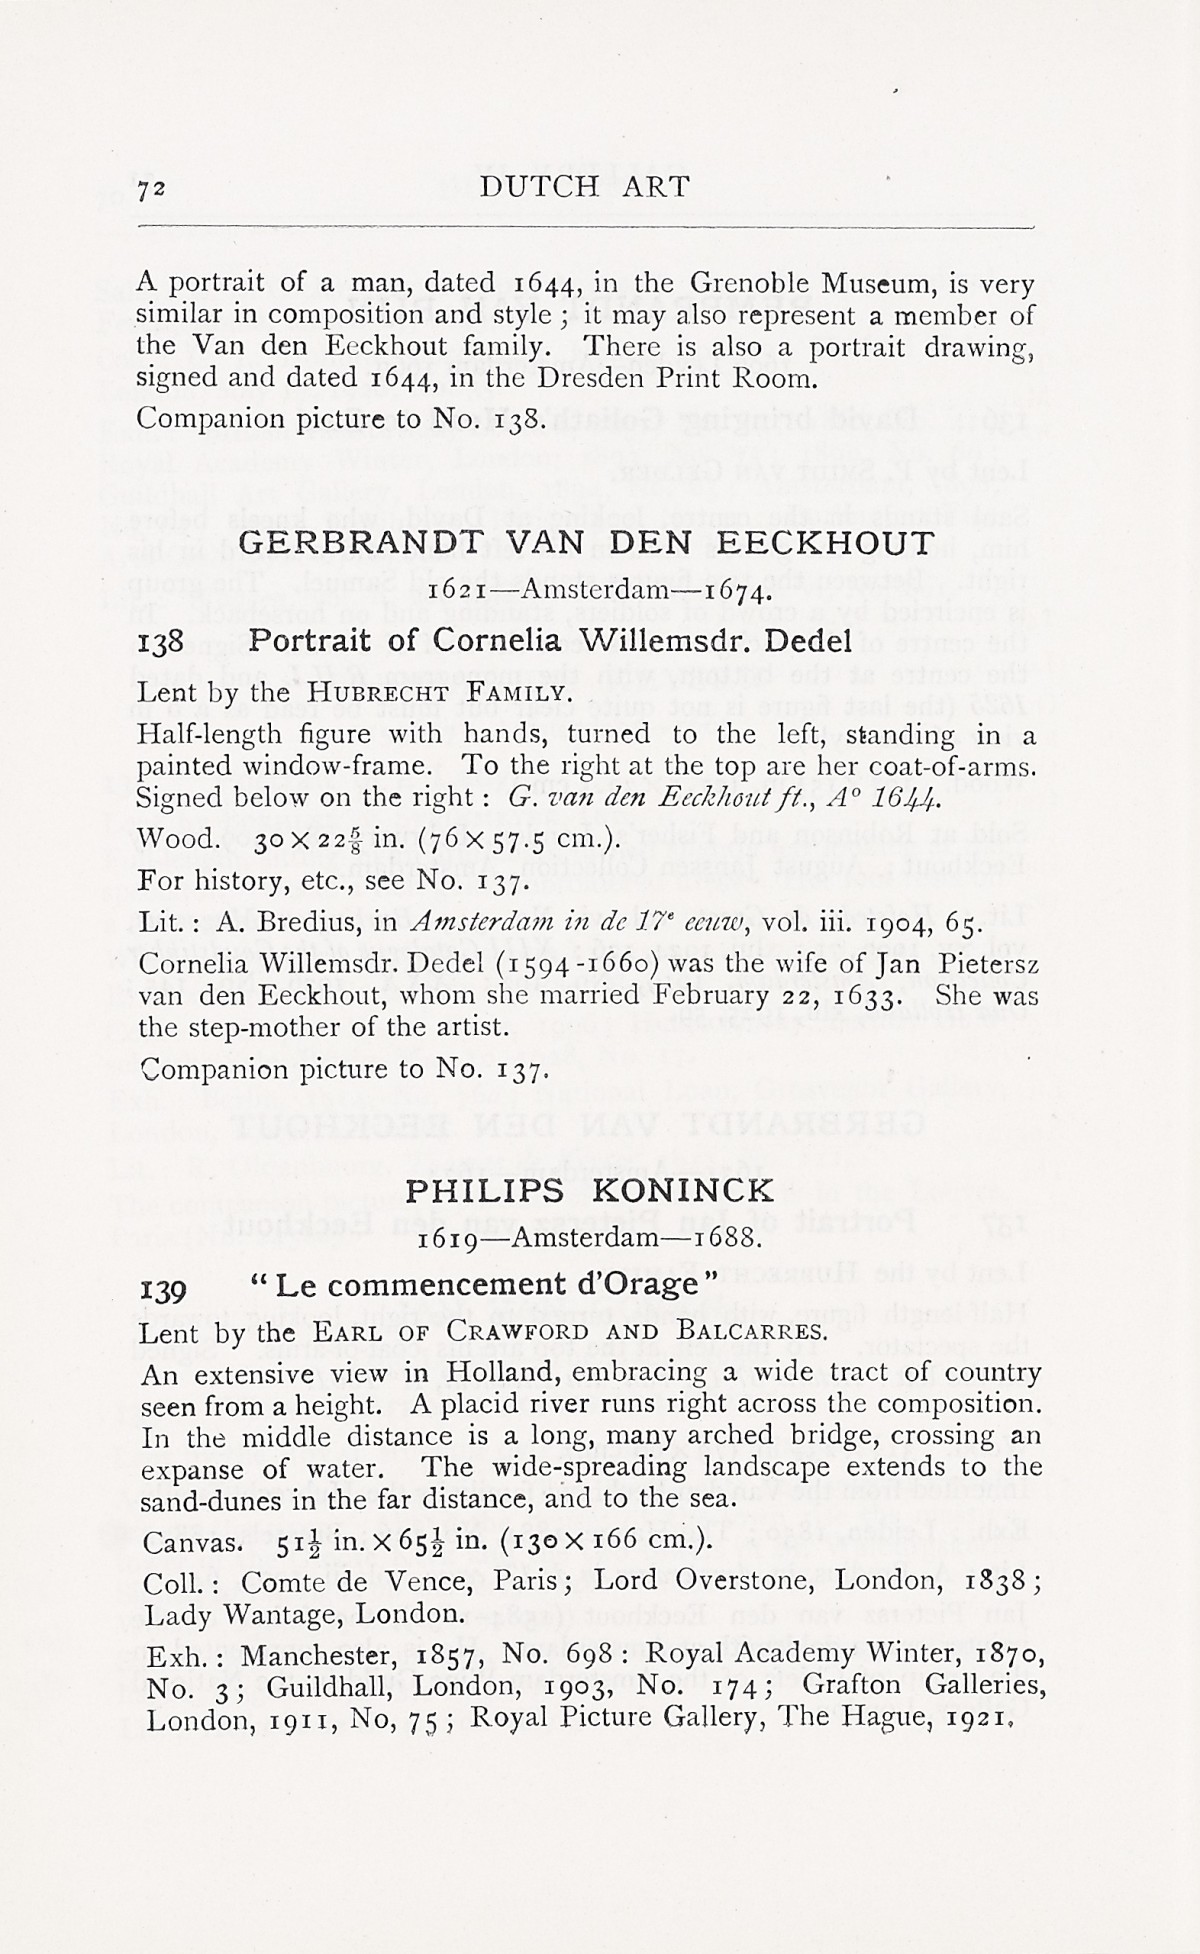 72 DUTCH ART
A portrait of a man, dated 1644, in the Grenoble Museum, is very
similar in composition and style ; it may also represent a member of
the Van den Eeckhout family. There is also a portrait drawing,
signed and dated 1644, in the Dresden Print Room.
Companion picture to No. 138.
GERBRANDT VAN DEN EECKHOUT
1621—Amsterdam—1674.
138 Portrait of Cornelia Willemsdr. Dedel
Lent by the HUBRECHT FAMILY.
Half-length figure with hands, turned to the left, standing in a
painted window-frame. To the right at the top are her coat-of-arms.
Signed below on the right : G. van den Eeckhout ft., A° 1644.
Wood. 30 × 22⅝ in. (76 × 57.5 cm.).
For history, etc., see No. 137.
Lit. : A. Bredius, in Amsterdam in de 17ᵉ eeuw, vol. iii. 1904, 65.
Cornelia Willemsdr. Dedel (1594-1660) was the wife of Jan Pietersz
van den Eeckhout, whom she married February 22, 1633. She was
the step-mother of the artist.
Companion picture to No. 137.
PHILIPS KONINCK
1619—Amsterdam—1688.
139 “ Le commencement d'Orage ”
Lent by the EARL OF CRAWFORD AND BALCARRES.
An extensive view in Holland, embracing a wide tract of country
seen from a height. A placid river runs right across the composition.
In the middle distance is a long, many arched bridge, crossing an
expanse of water. The wide-spreading landscape extends to the
sand-dunes in the far distance, and to the sea.
Canvas. 51½ in. × 65½ in. (130 × 166 cm.).
Coll. : Comte de Vence, Paris ; Lord Overstone, London, 1838 ;
Lady Wantage, London.
Exh. : Manchester, 1857, No. 698 : Royal Academy Winter, 1870,
No. 3 ; Guildhall, London, 1903, No. 174 ; Grafton Galleries,
London, 1911, No, 75 ; Royal Picture Gallery, The Hague, 1921.